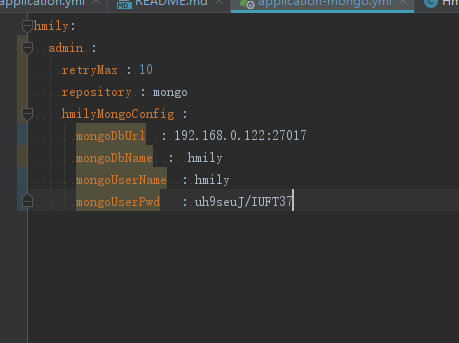 application.yml README.md application-mongo.yml Hm
hmily:
admin :
retryMax : 10
repository : mongo
hmilyMongoConfig :
mongoDbUrl : 192.168.0.122:27017
mongoDbName : hmily
mongoUserName : hmily
mongoUserPwd : uh9seuJ/IUFT37